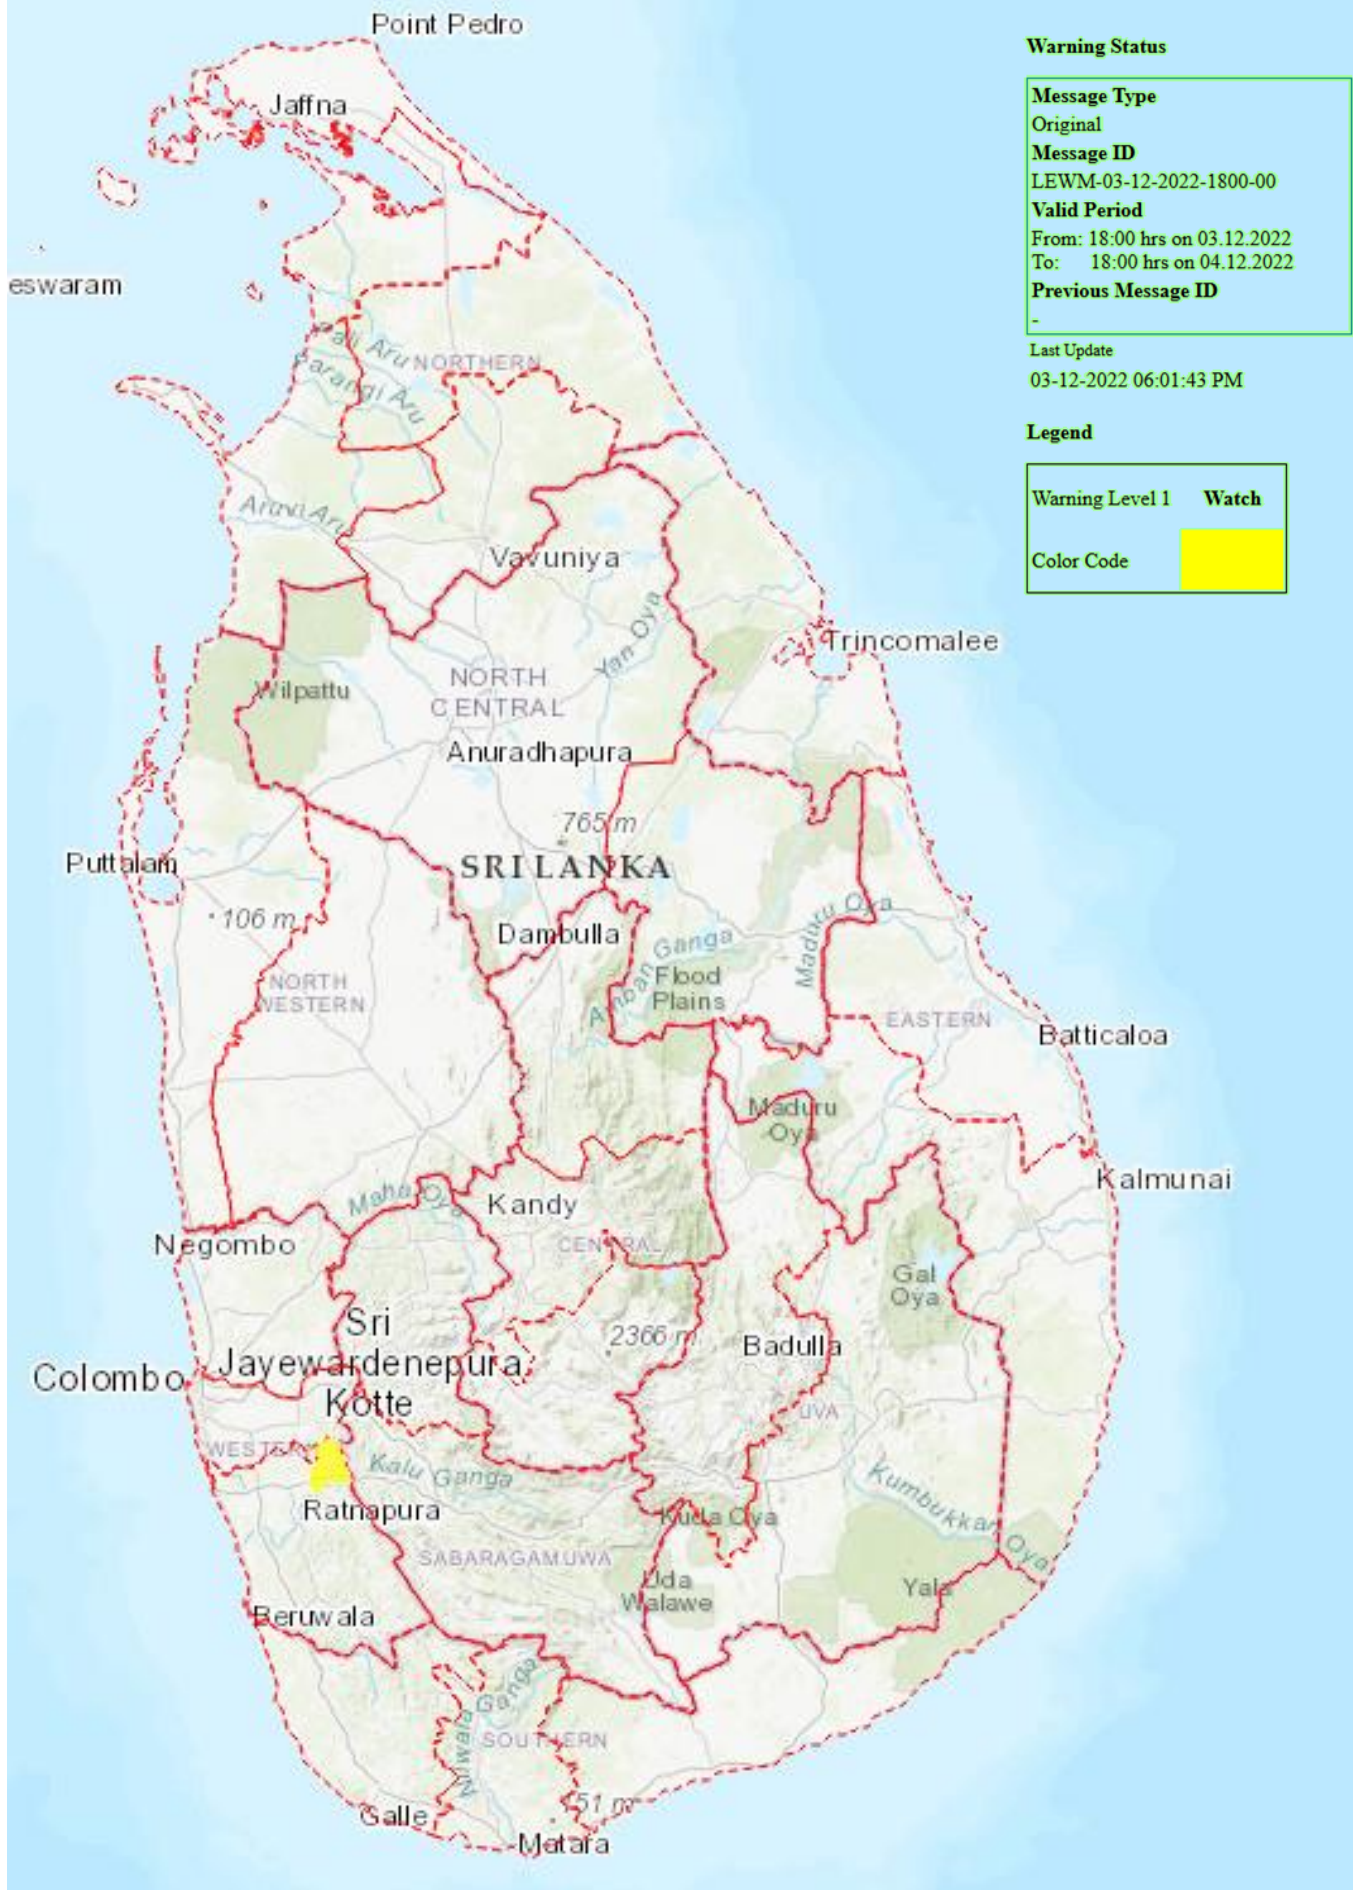 Point Pedro
Jaffna
eswaram
Pali Aru
NORTHERN
Parangi Aru
Aruvi Aru
Vavuniya
Yan Oya
Trincomalee
Wilpattu
NORTH
CENTRAL
Anuradhapura
765 m
Puttalam
SRI LANKA
106 m
Dambulla
Maduru Oya
Amban Ganga
Flood
Plains
NORTH
WESTERN
EASTERN
Batticaloa
Maduru
Oya
Kalmunai
Maha Oya
Kandy
Negombo
CENTRAL
Gal
Oya
Sri
Jayewardenepura
Kotte
2366 m
Badulla
Colombo
UVA
WESTERN
Kalu Ganga
Kumbukkan Oya
Ratnapura
Kuda Oya
SABARAGAMUWA
Uda
Walawe
Yala
Beruwala
Nilwala Ganga
SOUTHERN
Galle
51 m
Matara
Warning Status
Message Type
Original
Message ID
LEWM-03-12-2022-1800-00
Valid Period
From: 18:00 hrs on 03.12.2022
To: 18:00 hrs on 04.12.2022
Previous Message ID
-
Last Update
03-12-2022 06:01:43 PM
Legend
Warning Level 1 Watch
Color Code